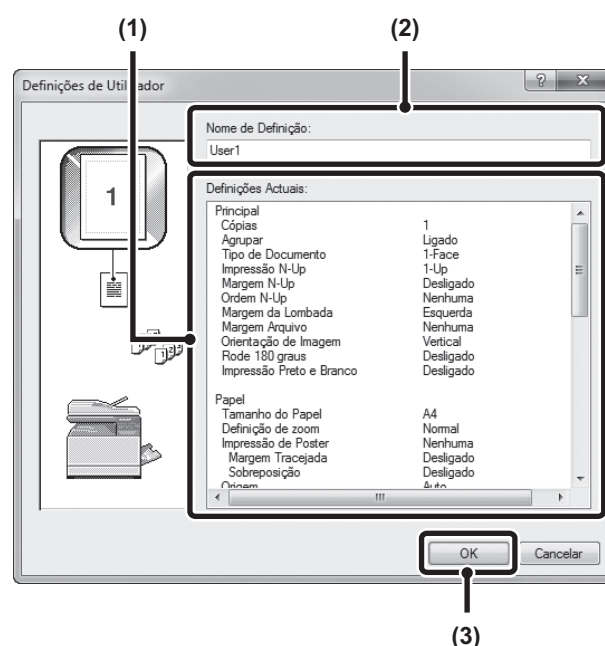 (1) (2)
Definições de Utilizador
Nome de Definição:
User1
1
Definições Actuais:
Principal
Cópias 1
Agrupar Ligado
Tipo de Documento 1-Face
Impressão N-Up 1-Up
Margem N-Up Desligado
Ordem N-Up Nenhuma
Margem da Lombada Esquerda
Margem Arquivo Nenhuma
Orientação de Imagem Vertical
Rode 180 graus Desligado
Impressão Preto e Branco Desligado
Papel
Tamanho do Papel A4
Definição de zoom Normal
Impressão de Poster Nenhuma
Margem Tracejada Desligado
Sobreposição Desligado
Origem Auto
OK Cancelar
(3)